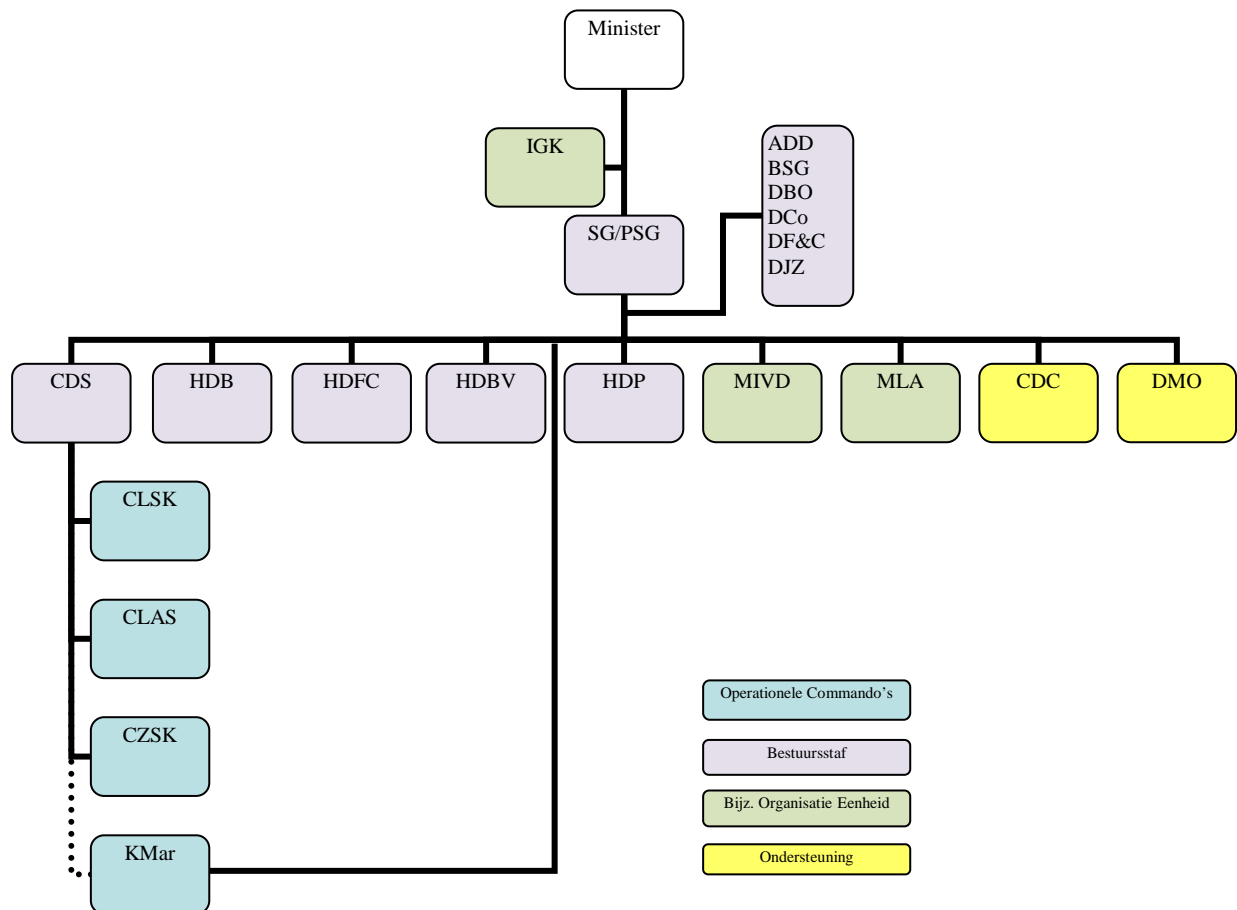 Minister
IGK
ADD
BSG
DBO
DCo
DF&C
DJZ
SG/PSG
CDS
HDB
HDFC
HDBV
HDP
MIVD
MLA
CDC
DMO
CLSK
CLAS
CZSK
KMar
Operationele Commando's
Bestuursstaf
Bijz. Organisatie Eenheid
Ondersteuning